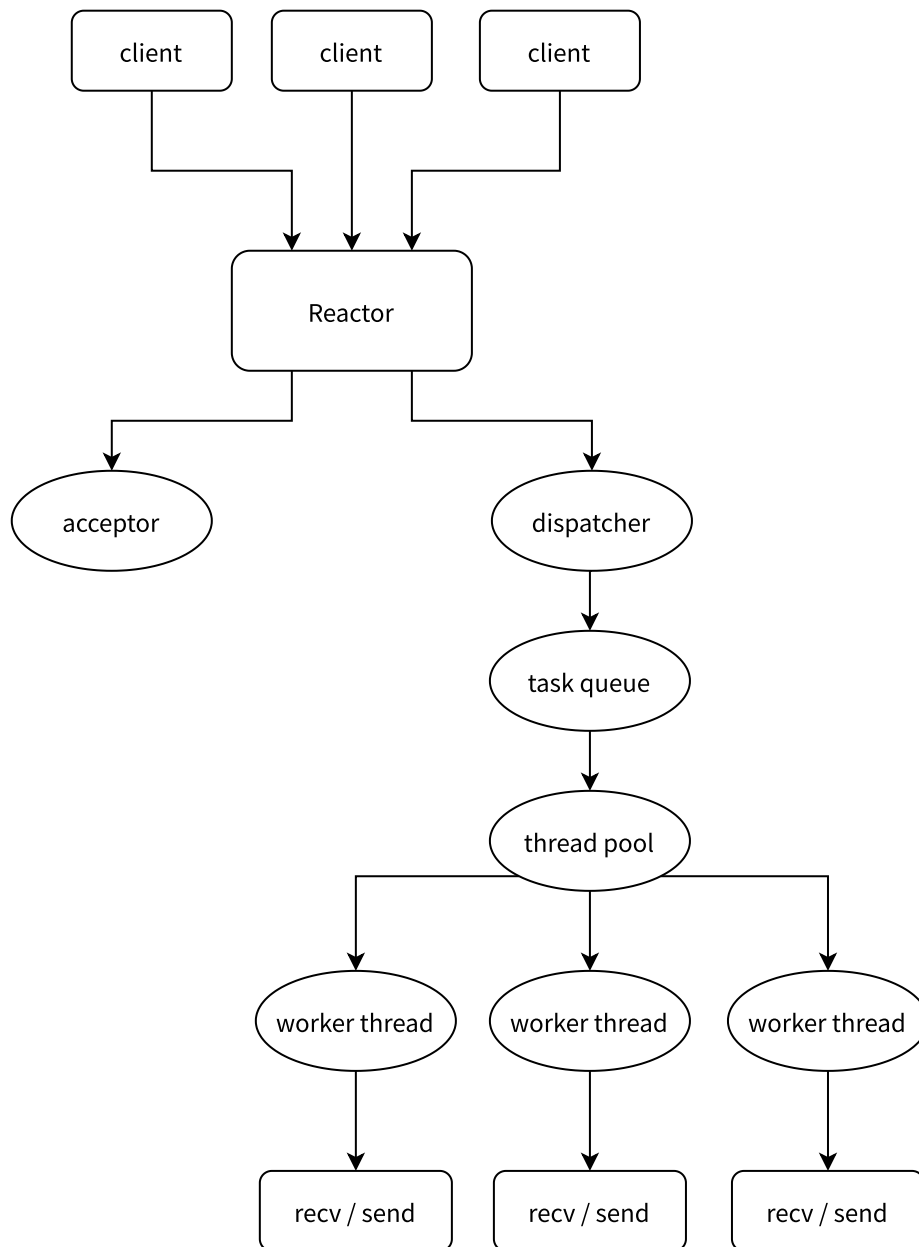 client
client
client
Reactor
acceptor
dispatcher
task queue
thread pool
worker thread
worker thread
worker thread
recv / send
recv / send
recv / send